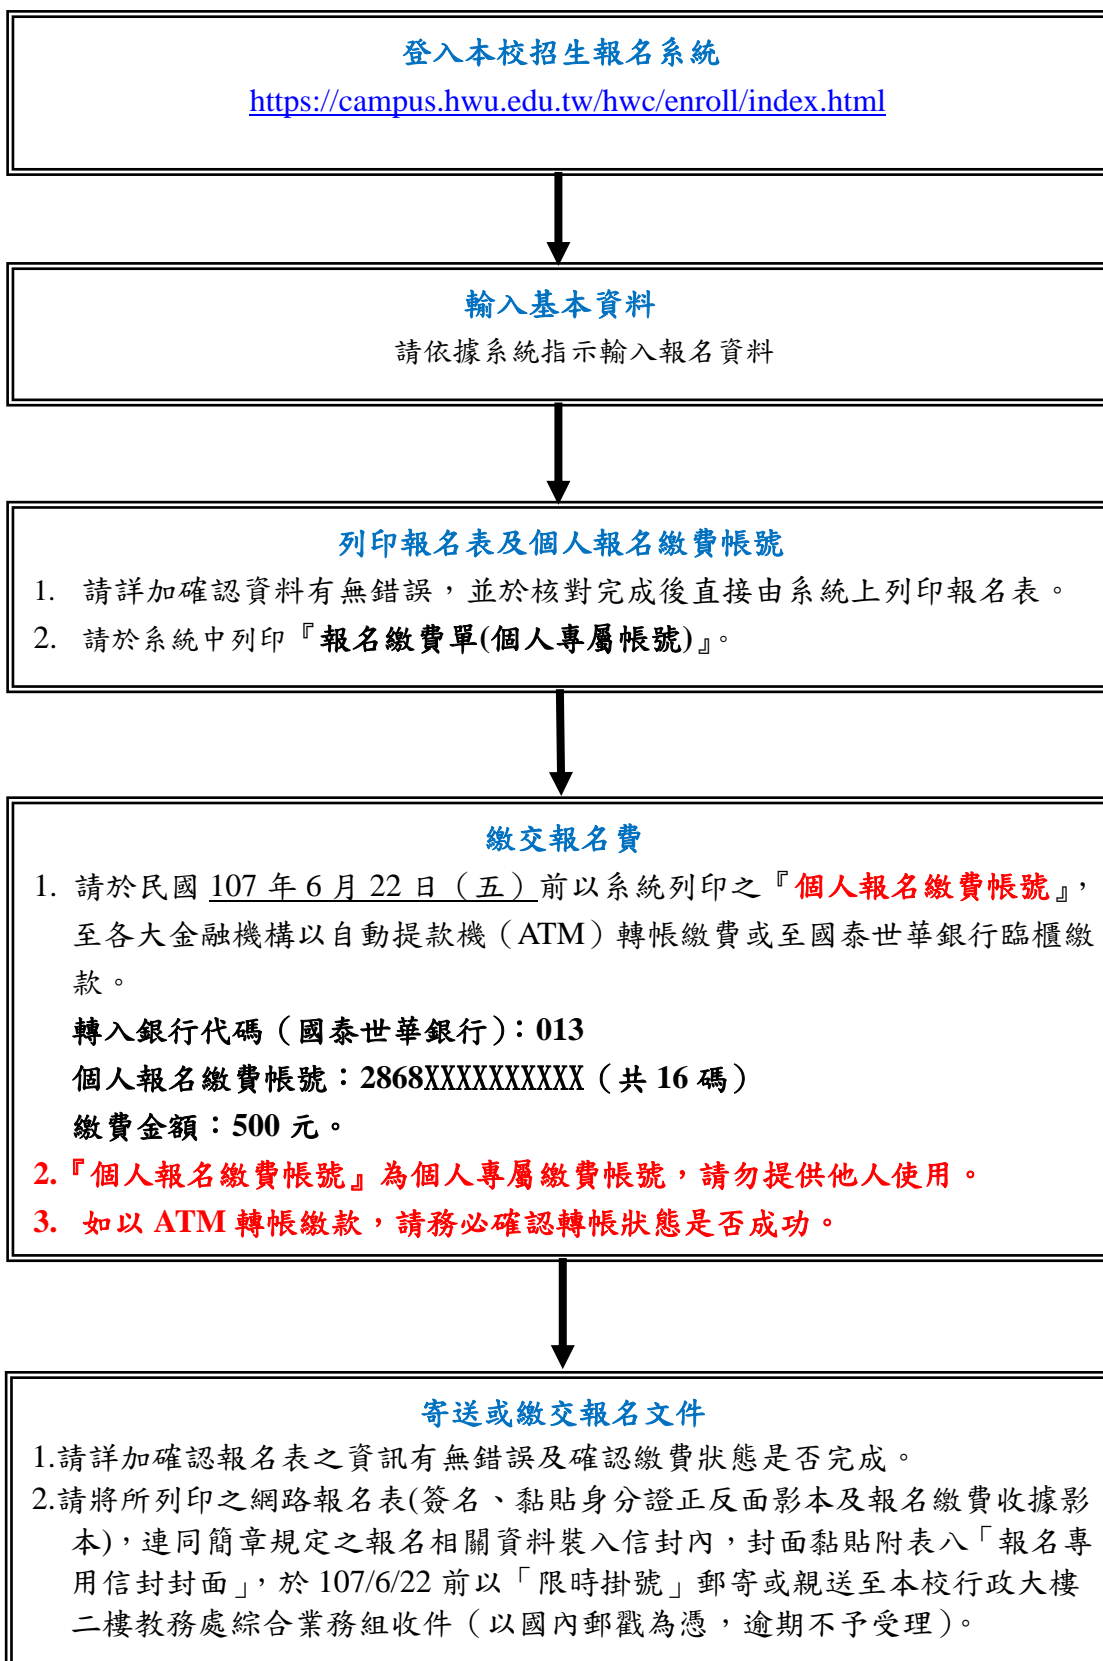 登入本校招生報名系統
https://campus.hwu.edu.tw/hwc/enroll/index.html
輸入基本資料
請依據系統指示輸入報名資料
列印報名表及個人報名繳費帳號
1. 請詳加確認資料有無錯誤，並於核對完成後直接由系統上列印報名表。
2. 請於系統中列印『報名繳費單(個人專屬帳號)』。
繳交報名費
1. 請於民國 107 年 6 月 22 日（五）前以系統列印之『個人報名繳費帳號』，
至各大金融機構以自動提款機（ATM）轉帳繳費或至國泰世華銀行臨櫃繳
款。
轉入銀行代碼（國泰世華銀行）：013
個人報名繳費帳號：2868XXXXXXXXXX（共 16 碼）
繳費金額：500 元。
2.『個人報名繳費帳號』為個人專屬繳費帳號，請勿提供他人使用。
3. 如以 ATM 轉帳繳款，請務必確認轉帳狀態是否成功。
寄送或繳交報名文件
1.請詳加確認報名表之資訊有無錯誤及確認繳費狀態是否完成。
2.請將所列印之網路報名表(簽名、黏貼身分證正反面影本及報名繳費收據影
本)，連同簡章規定之報名相關資料裝入信封內，封面黏貼附表八「報名專
用信封封面」，於 107/6/22 前以「限時掛號」郵寄或親送至本校行政大樓
二樓教務處綜合業務組收件（以國內郵戳為憑，逾期不予受理）。